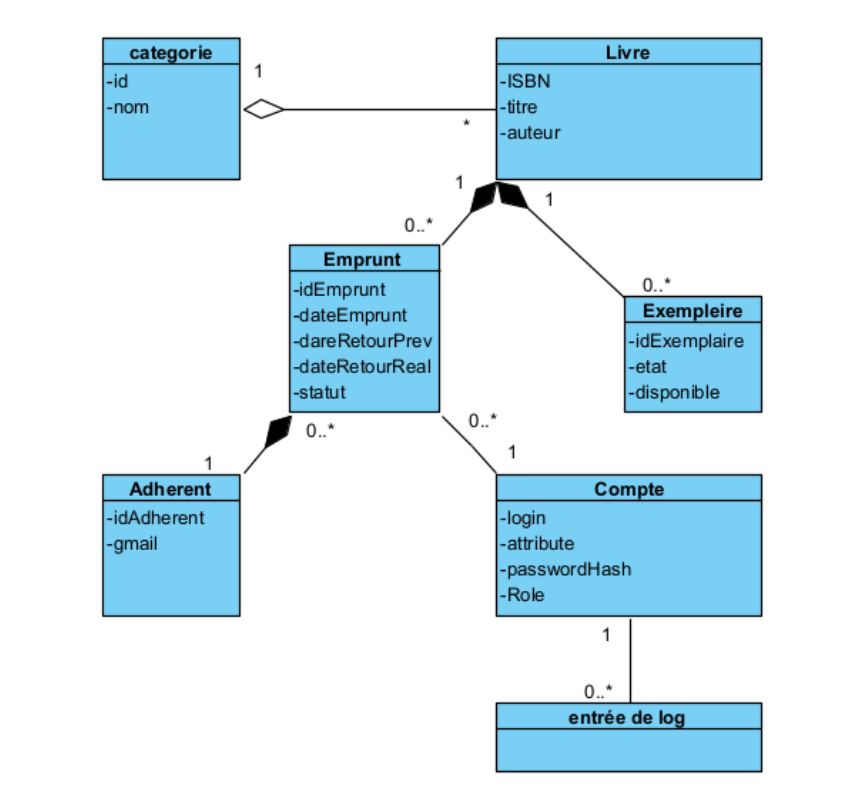 categorie
-id
-nom
1
*
Livre
-ISBN
-titre
-auteur
1
0..*
1
0..*
Emprunt
-idEmprunt
-dateEmprunt
-dareRetourPrev
-dateRetourReal
-statut
Exempleire
-idExemplaire
-etat
-disponible
0..*
1
0..*
1
Adherent
-idAdherent
-gmail
Compte
-login
-attribute
-passwordHash
-Role
1
0..*
entrée de log